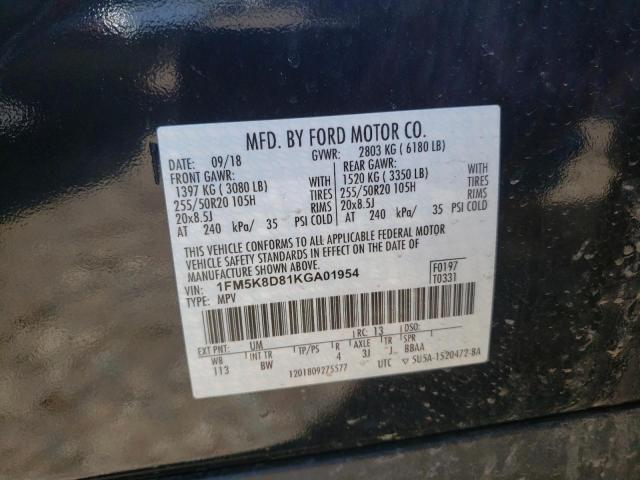 MFD. BY FORD MOTOR CO.
DATE: 09/18 GVWR: 2803 KG ( 6180 LB)
FRONT GAWR: REAR GAWR:
1397 KG ( 3080 LB) WITH 1520 KG ( 3350 LB) WITH
255/50R20 105H TIRES 255/50R20 105H TIRES
20x8.5J RIMS 20x8.5J RIMS
AT 240 kPa/ 35 PSI COLD AT 240 kPa/ 35 PSI COLD
THIS VEHICLE CONFORMS TO ALL APPLICABLE FEDERAL MOTOR
VEHICLE SAFETY STANDARDS IN EFFECT ON THE DATE OF
MANUFACTURE SHOWN ABOVE.
VIN: 1FM5K8D81KGA01954 F0197
TYPE: MPV T0331
EXT PNT: UM RC: 13 DSO:
WB INT TR TP/PS R AXLE TR SPR
113 BW 4 3J J BBAA
1201809275577 UTC SU5A-1520472-BA